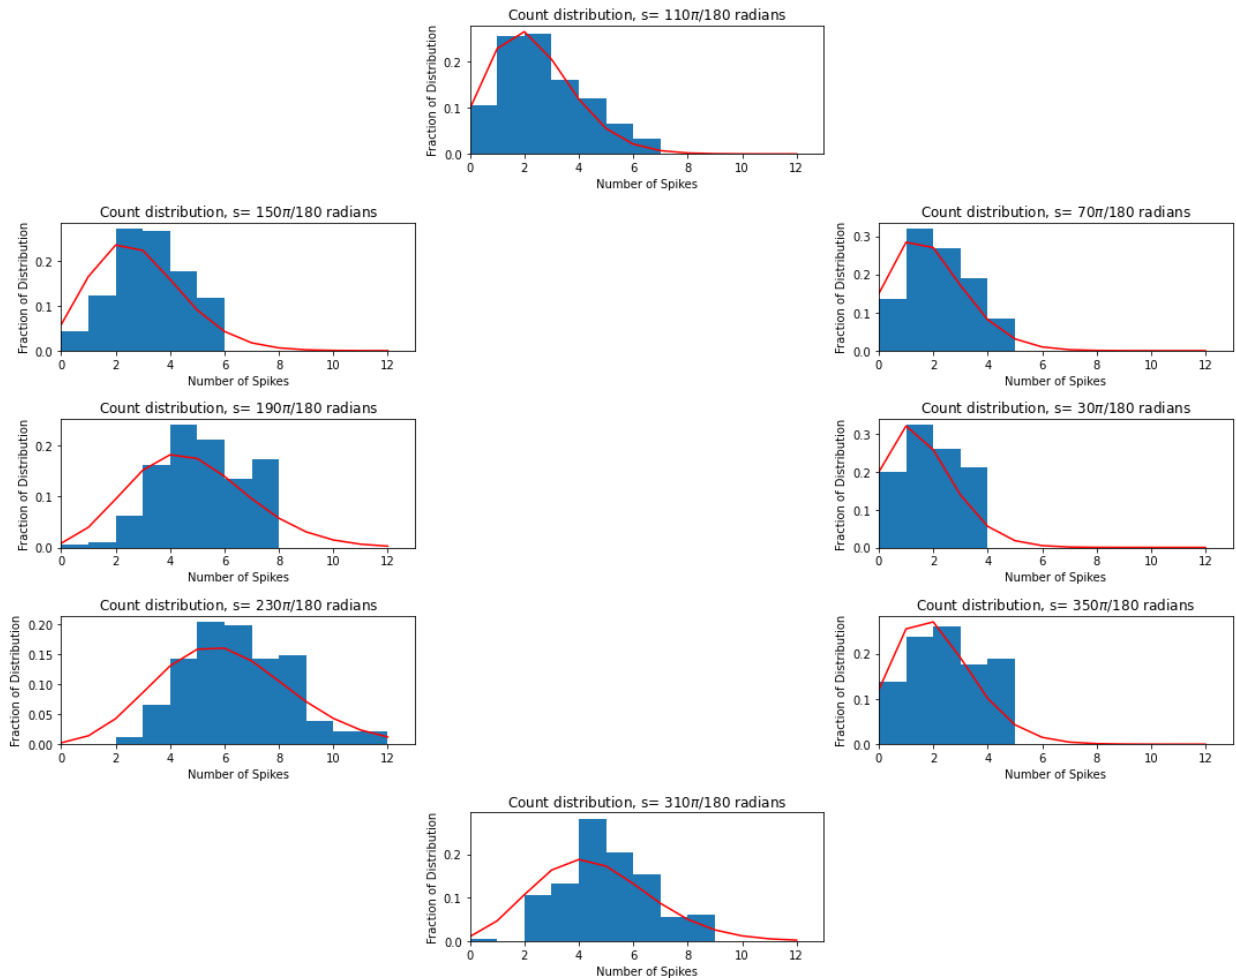 Count distribution, s= 110π/180 radians
Fraction of Distribution
0.2
0.1
0.0
0 2 4 6 8 10 12
Number of Spikes
Count distribution, s= 150π/180 radians
Fraction of Distribution
0.2
0.1
0.0
0 2 4 6 8 10 12
Number of Spikes
Count distribution, s= 70π/180 radians
Fraction of Distribution
0.3
0.2
0.1
0.0
0 2 4 6 8 10 12
Number of Spikes
Count distribution, s= 190π/180 radians
Fraction of Distribution
0.2
0.1
0.0
0 2 4 6 8 10 12
Number of Spikes
Count distribution, s= 30π/180 radians
Fraction of Distribution
0.3
0.2
0.1
0.0
0 2 4 6 8 10 12
Number of Spikes
Count distribution, s= 230π/180 radians
Fraction of Distribution
0.20
0.15
0.10
0.05
0.00
0 2 4 6 8 10 12
Number of Spikes
Count distribution, s= 350π/180 radians
Fraction of Distribution
0.2
0.1
0.0
0 2 4 6 8 10 12
Number of Spikes
Count distribution, s= 310π/180 radians
Fraction of Distribution
0.2
0.1
0.0
0 2 4 6 8 10 12
Number of Spikes